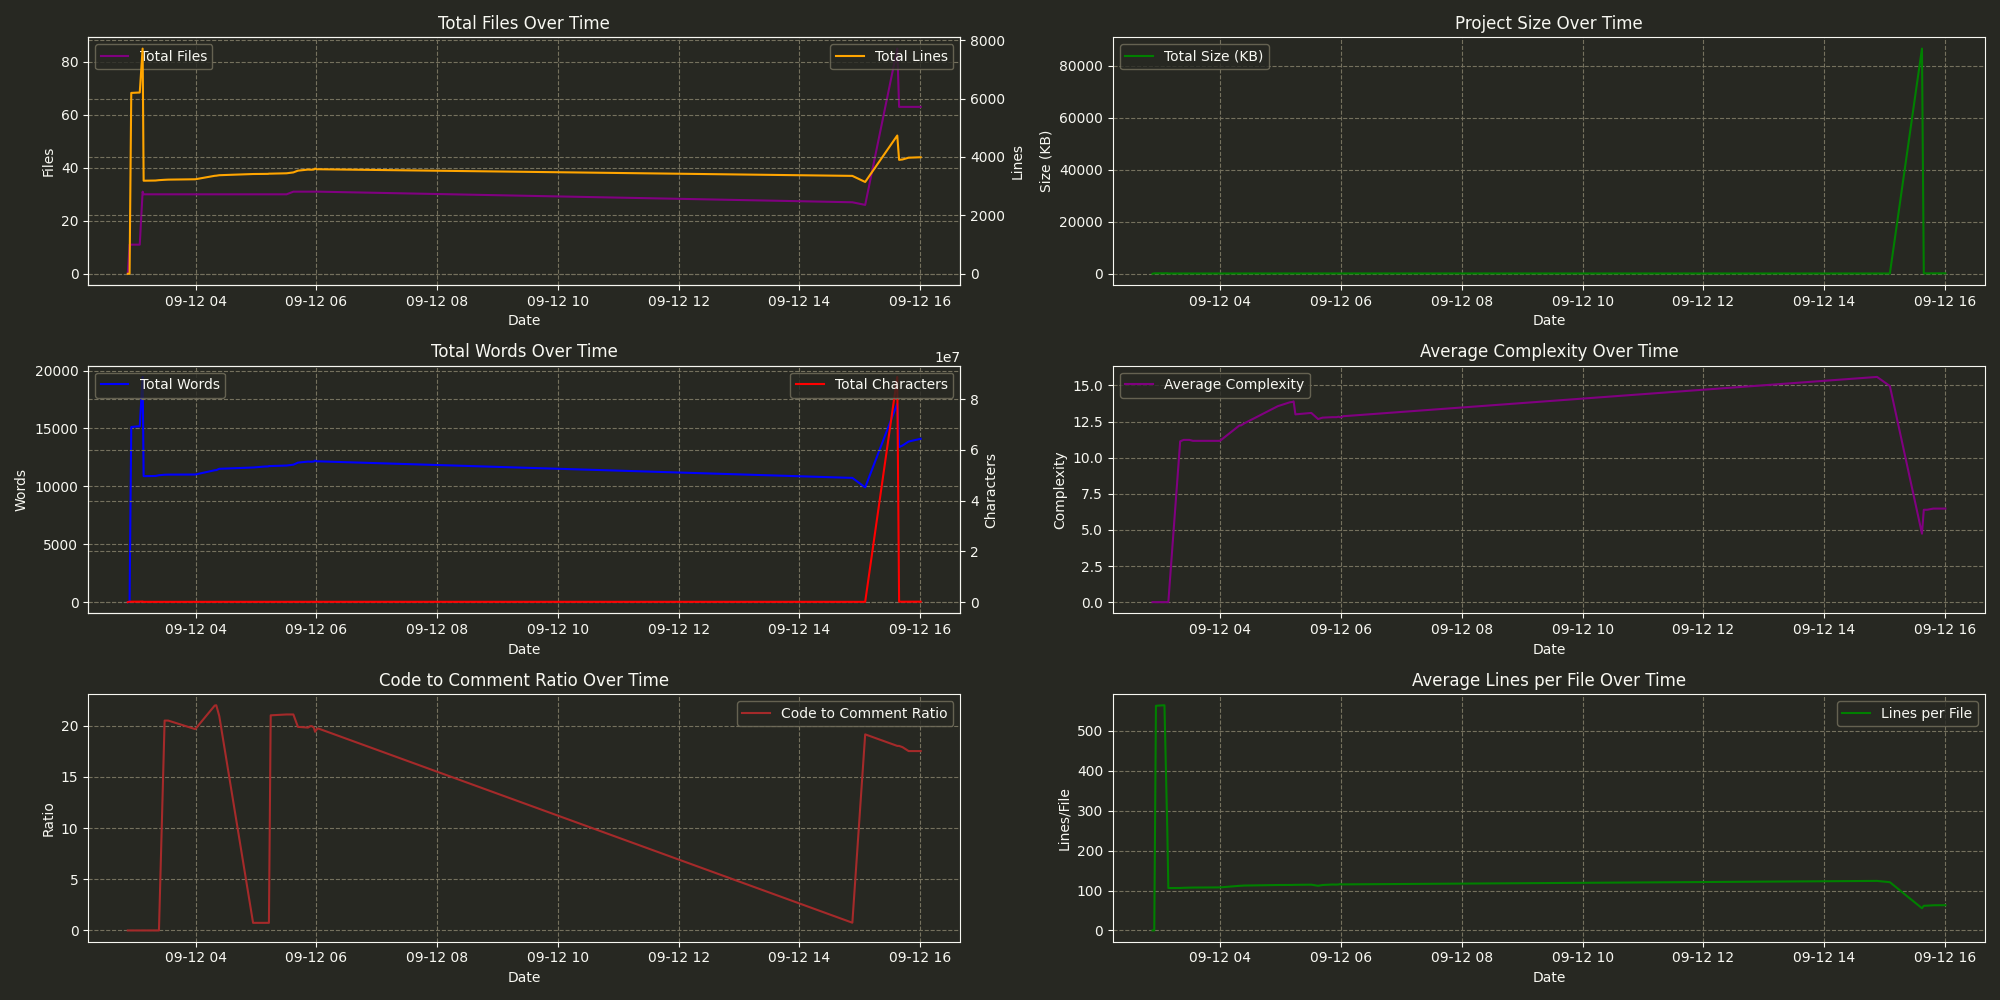 Total Files Over Time
Total Files
Total Lines
Files
Lines
80
60
40
20
0
8000
6000
4000
2000
0
09-12 04
09-12 06
09-12 08
09-12 10
09-12 12
09-12 14
09-12 16
Date
Project Size Over Time
Total Size (KB)
Size (KB)
80000
60000
40000
20000
0
09-12 04
09-12 06
09-12 08
09-12 10
09-12 12
09-12 14
09-12 16
Date
Total Words Over Time
1e7
Total Words
Total Characters
Words
Characters
20000
15000
10000
5000
0
8
6
4
2
0
09-12 04
09-12 06
09-12 08
09-12 10
09-12 12
09-12 14
09-12 16
Date
Average Complexity Over Time
Average Complexity
Complexity
15.0
12.5
10.0
7.5
5.0
2.5
0.0
09-12 04
09-12 06
09-12 08
09-12 10
09-12 12
09-12 14
09-12 16
Date
Code to Comment Ratio Over Time
Code to Comment Ratio
Ratio
20
15
10
5
0
09-12 04
09-12 06
09-12 08
09-12 10
09-12 12
09-12 14
09-12 16
Date
Average Lines per File Over Time
Lines per File
Lines/File
500
400
300
200
100
0
09-12 04
09-12 06
09-12 08
09-12 10
09-12 12
09-12 14
09-12 16
Date